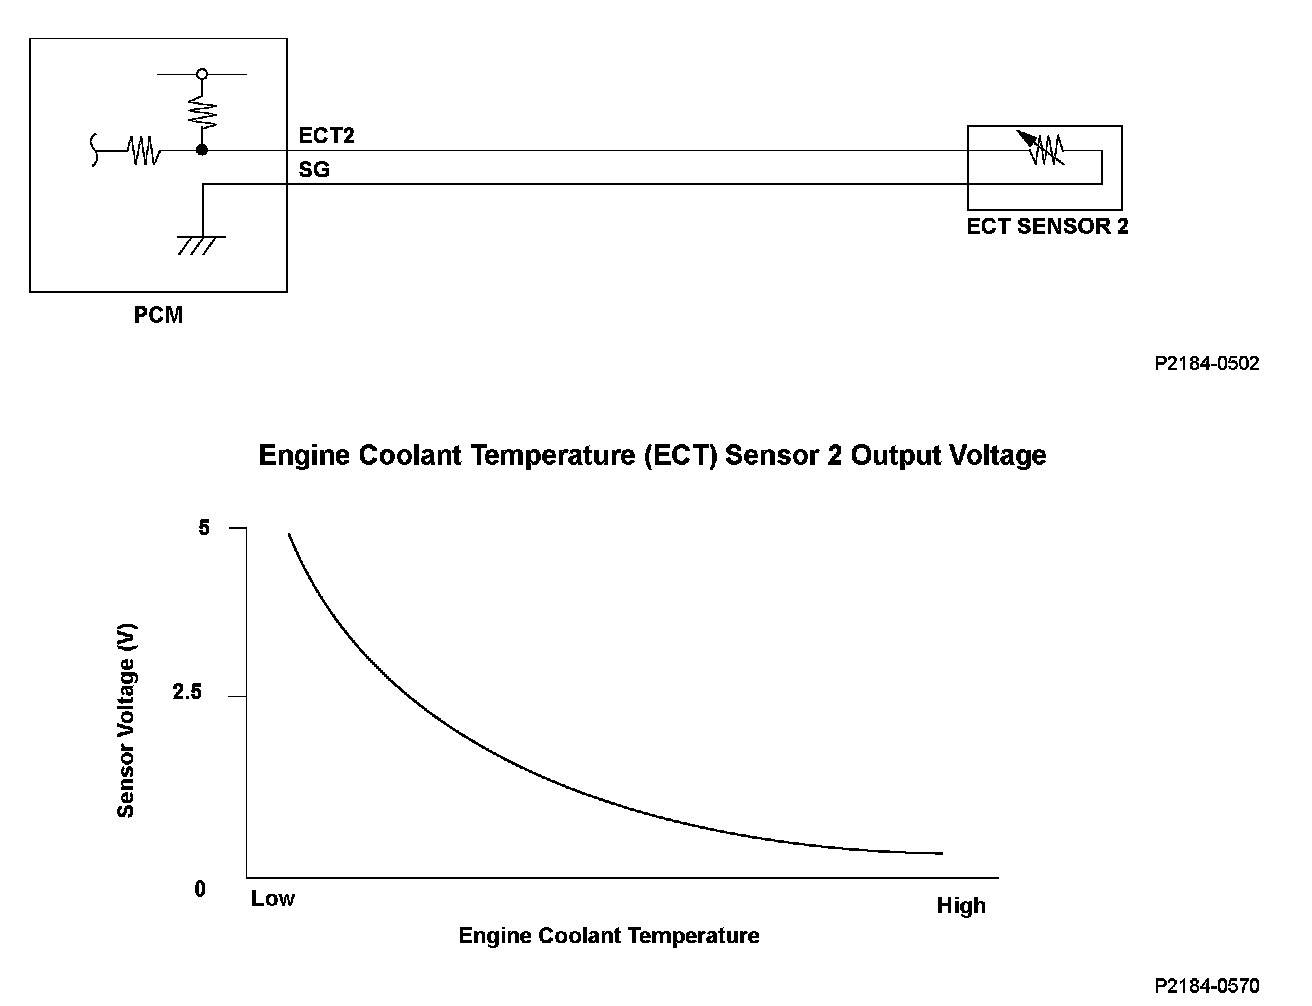 ECT2
SG
ECT SENSOR 2
PCM
P2184-0502
Engine Coolant Temperature (ECT) Sensor 2 Output Voltage
5
2.5
Sensor Voltage (V)
0
Low
High
Engine Coolant Temperature
P2184-0570